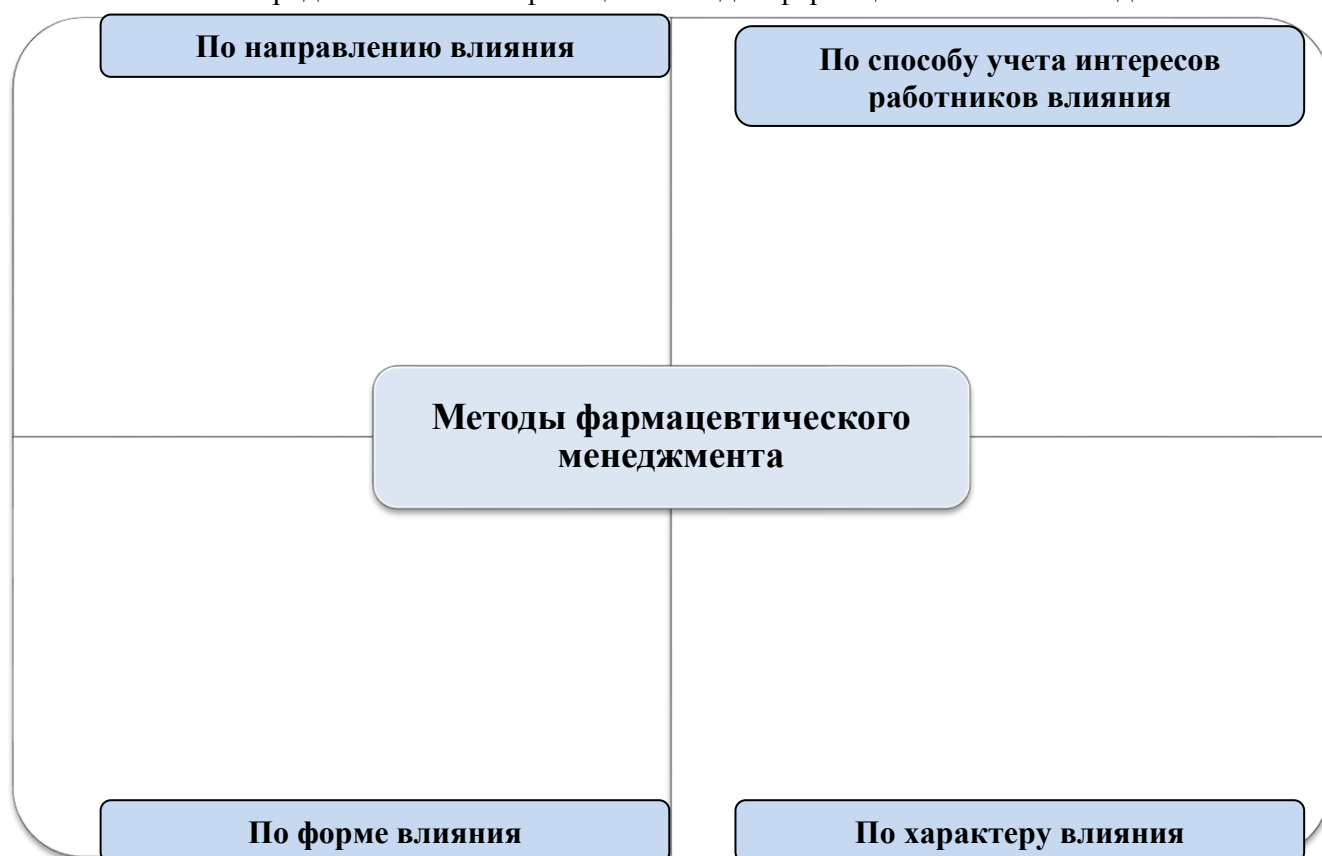 По направлению влияния
По способу учета интересов
работников влияния
Методы фармацевтического
менеджмента
По форме влияния
По характеру влияния